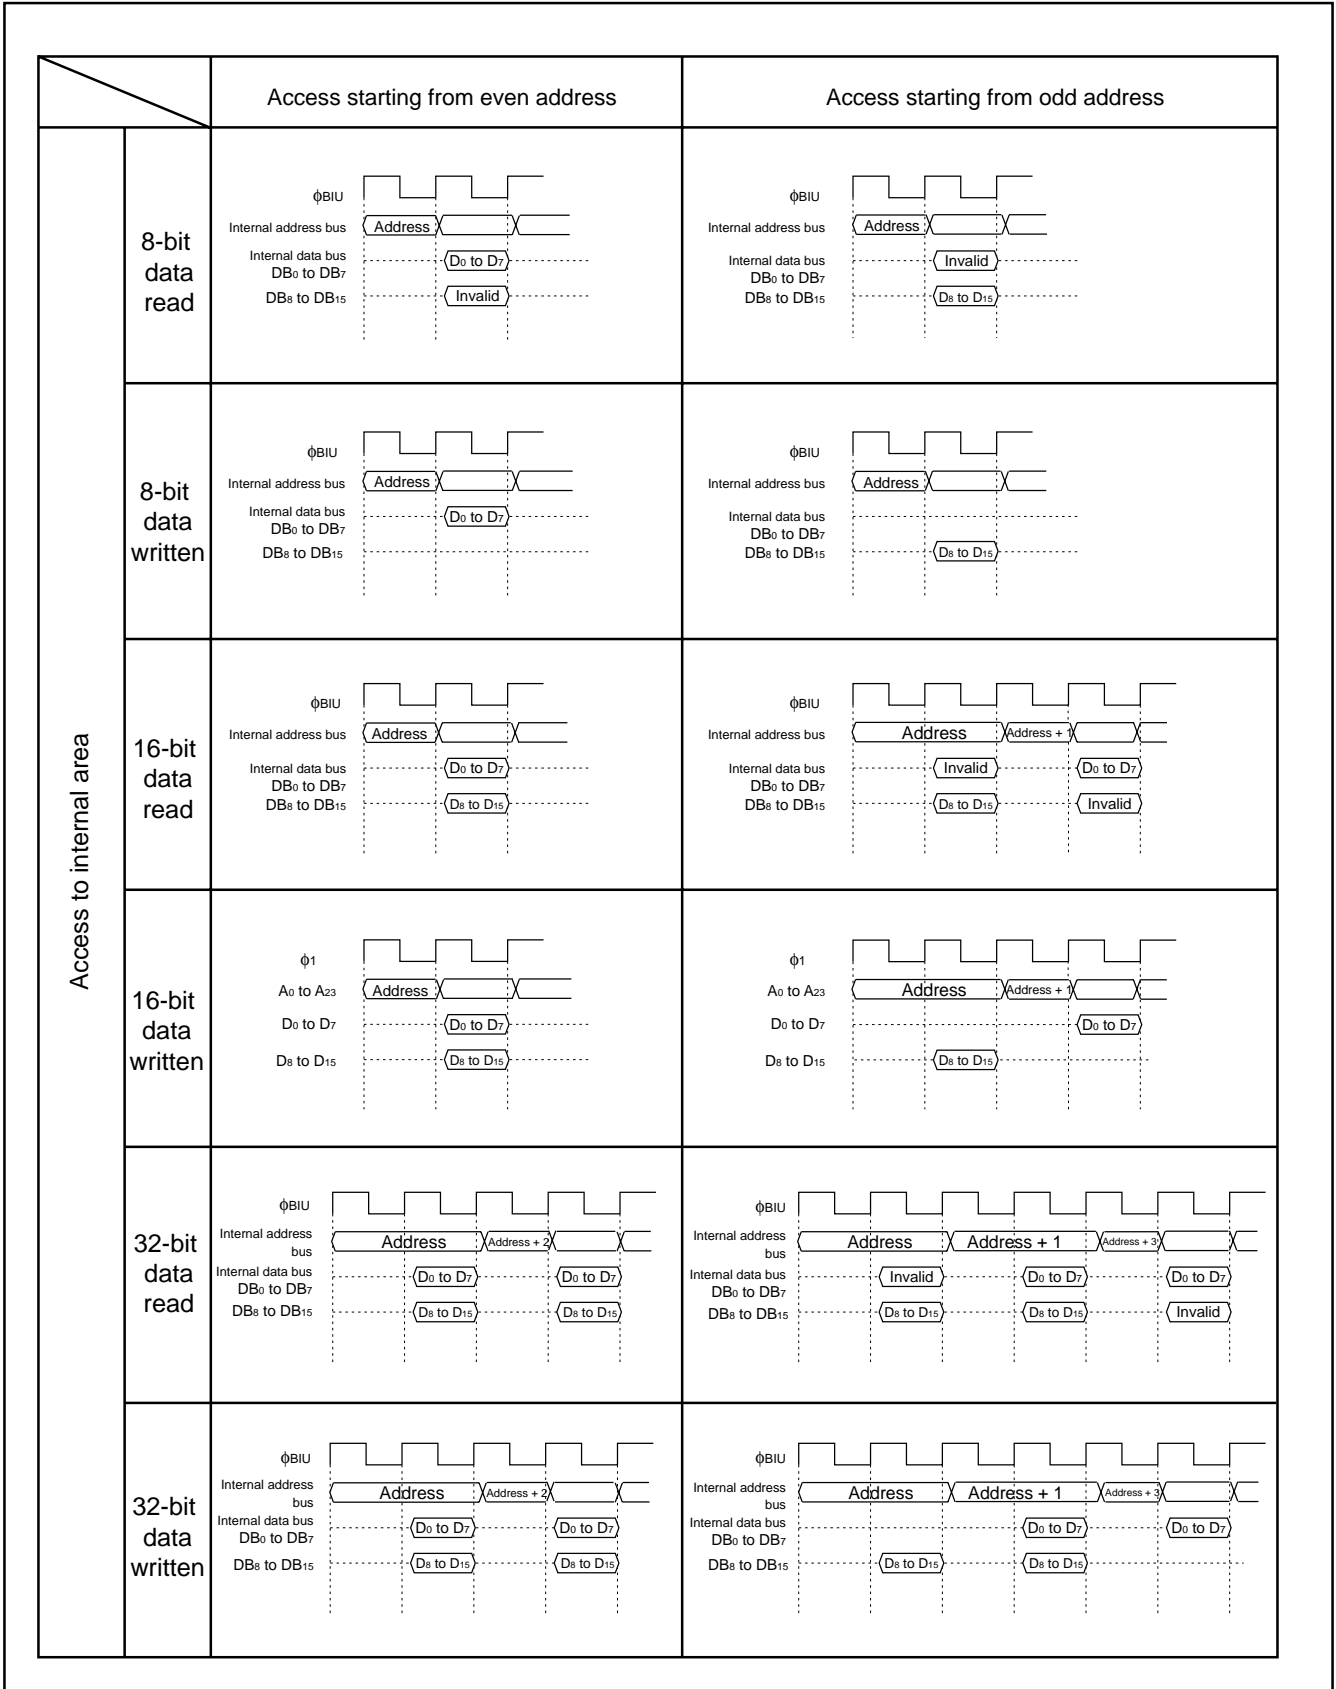 Access starting from even address
Access starting from odd address
Access to internal area
8-bit
data
read
ϕBIU
Internal address bus
Address
Internal data bus
DB0 to DB7
D0 to D7
DB8 to DB15
Invalid
ϕBIU
Internal address bus
Address
Internal data bus
DB0 to DB7
Invalid
DB8 to DB15
D8 to D15
8-bit
data
written
ϕBIU
Internal address bus
Address
Internal data bus
DB0 to DB7
D0 to D7
DB8 to DB15
ϕBIU
Internal address bus
Address
Internal data bus
DB0 to DB7
DB8 to DB15
D8 to D15
16-bit
data
read
ϕBIU
Internal address bus
Address
Internal data bus
DB0 to DB7
D0 to D7
DB8 to DB15
D8 to D15
ϕBIU
Internal address bus
Address Address + 1
Internal data bus
DB0 to DB7
Invalid D0 to D7
DB8 to DB15
D8 to D15 Invalid
16-bit
data
written
ϕ1
A0 to A23
Address
D0 to D7
D0 to D7
D8 to D15
D8 to D15
ϕ1
A0 to A23
Address Address + 1
D0 to D7
D0 to D7
D8 to D15
D8 to D15
32-bit
data
read
ϕBIU
Internal address
bus
Address Address + 2
Internal data bus
DB0 to DB7
D0 to D7 D0 to D7
DB8 to DB15
D8 to D15 D8 to D15
ϕBIU
Internal address
bus
Address Address + 1 Address + 3
Internal data bus
DB0 to DB7
Invalid D0 to D7 D0 to D7
DB8 to DB15
D8 to D15 D8 to D15 Invalid
32-bit
data
written
ϕBIU
Internal address
bus
Address Address + 2
Internal data bus
DB0 to DB7
D0 to D7 D0 to D7
DB8 to DB15
D8 to D15 D8 to D15
ϕBIU
Internal address
bus
Address Address + 1 Address + 3
Internal data bus
DB0 to DB7
D0 to D7 D0 to D7
DB8 to DB15
D8 to D15 D8 to D15